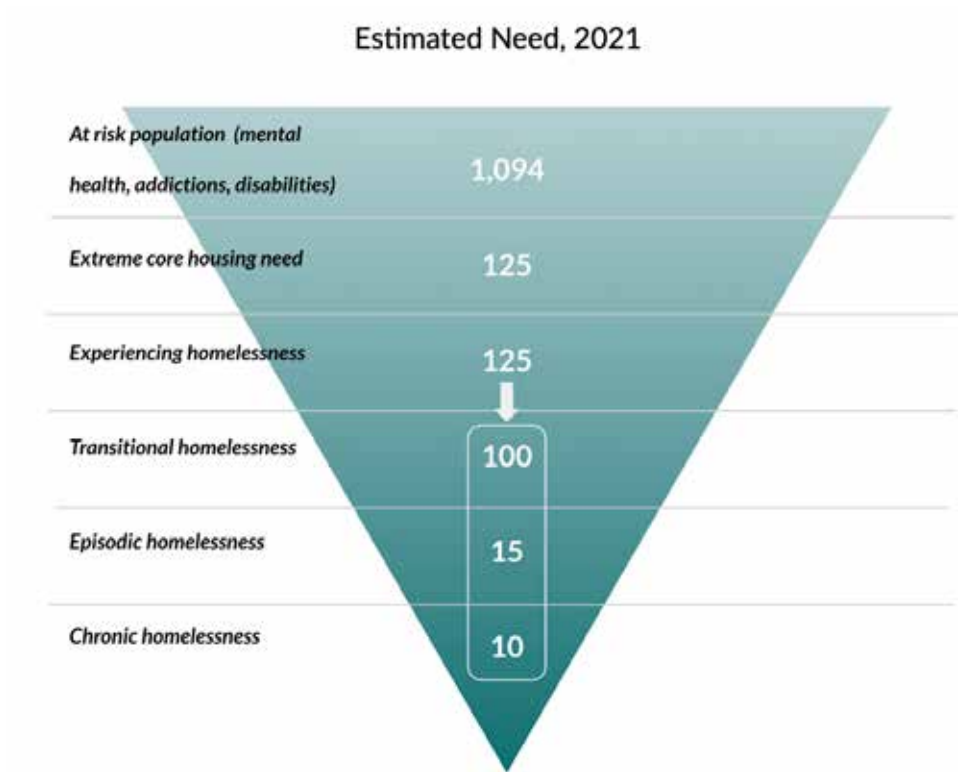 Estimated Need, 2021
At risk population (mental
health, addictions, disabilities)
1,094
Extreme core housing need
125
Experiencing homelessness
125
Transitional homelessness
100
Episodic homelessness
15
Chronic homelessness
10